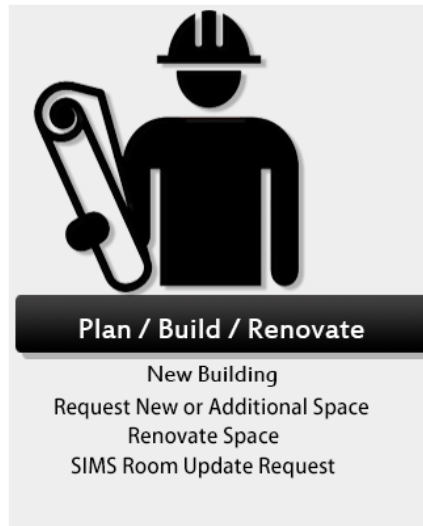 Plan / Build / Renovate
New Building
Request New or Additional Space
Renovate Space
SIMS Room Update Request